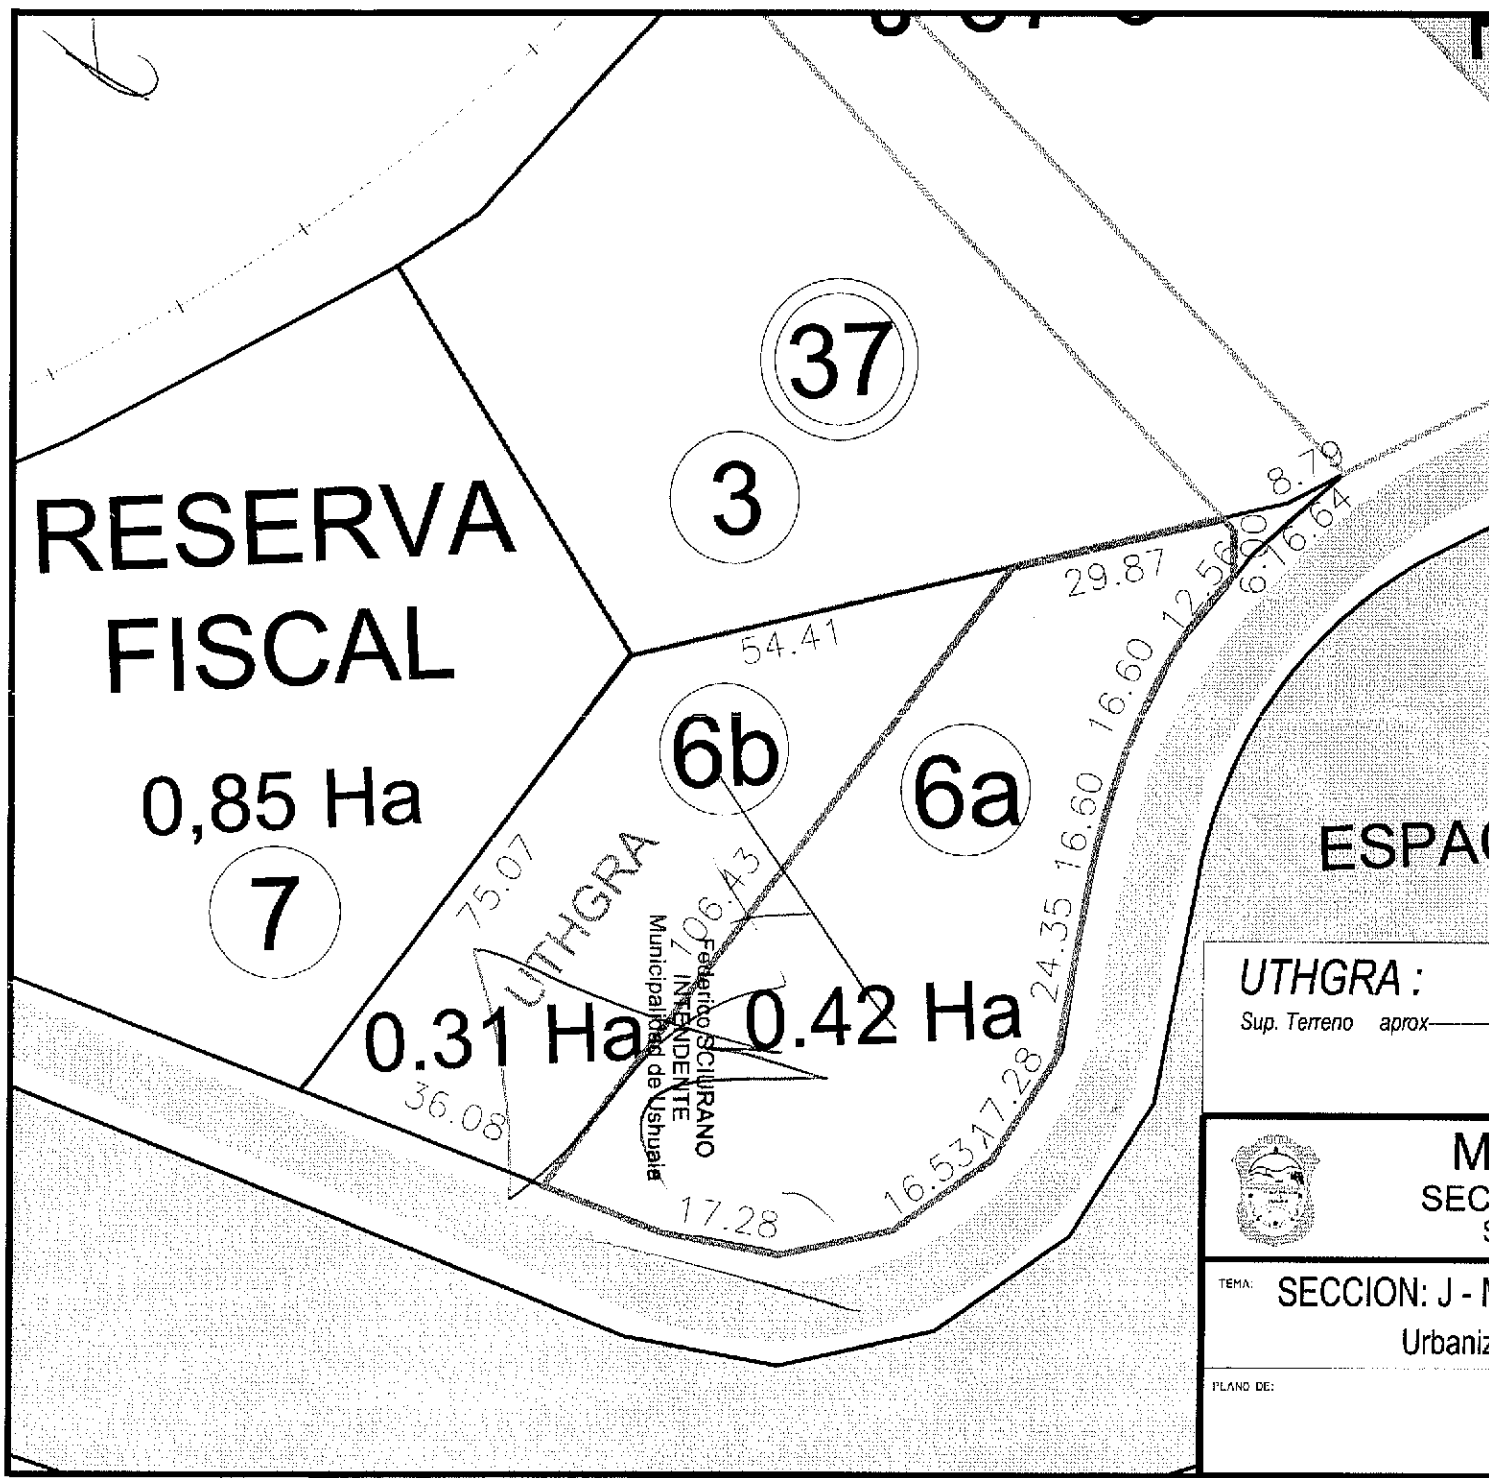 37
3
RESERVA
FISCAL
0,85 Ha
7
8.79
16.64
6.00
12.56
29.87
54.41
16.60
6b
6a
16.60
75.07
UTHGRA
106.43
24.35
0.31 Ha
0.42 Ha
36.08
17.28
16.53
17.28
Federico SCIURANO
INTENDENTE
Municipalidad de Ushuaia
ESPAC
UTHGRA :
Sup. Terreno aprox
M
SEC
S
TEMA: SECCION: J -
Urbaniz
PLANO DE: